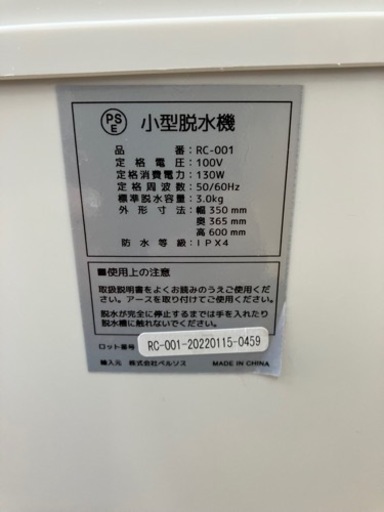 PS E 小型脱水機
品 番：RC-001
定格電圧：100V
定格消費電力：130W
定格周波数：50/60Hz
標準脱水容量：3.0kg
外形寸法：幅 350 mm
奥 365 mm
高 600 mm
防水等級：IPX4
■使用上の注意
取扱説明書をよくお読みのうえご使用くだ
さい。アースを取り付けてご使用ください。
脱水が完全に停止するまでは手を入れたり
脱水槽に触れないでください。
ロット番号 RC-001-20220115-0459
輸入元 株式会社ベルソス MADE IN CHINA